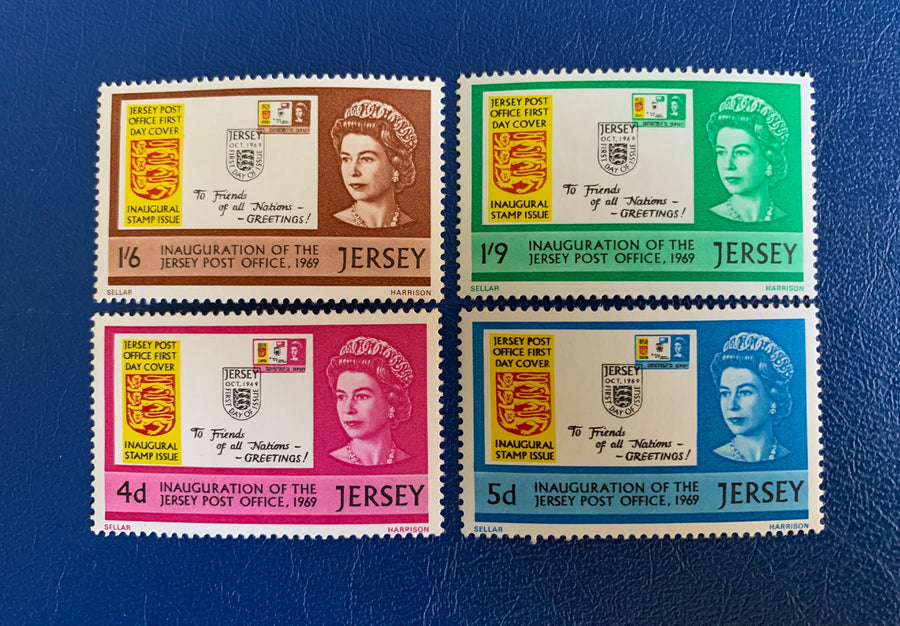 JERSEY POST
OFFICE FIRST
DAY COVER
INAUGURAL
STAMP ISSUE
JERSEY
OCT, 1969
FIRST DAY OF ISSUE
To Friends
of all Nations –
– GREETINGS!
1'6
INAUGURATION OF THE
JERSEY POST OFFICE, 1969
JERSEY
SELLAR
HARRISON
JERSEY POST
OFFICE FIRST
DAY COVER
INAUGURAL
STAMP ISSUE
JERSEY
OCT, 1969
FIRST DAY OF ISSUE
To Friends
of all Nations –
– GREETINGS!
1'9
INAUGURATION OF THE
JERSEY POST OFFICE, 1969
JERSEY
SELLAR
HARRISON
JERSEY POST
OFFICE FIRST
DAY COVER
INAUGURAL
STAMP ISSUE
JERSEY
OCT, 1969
FIRST DAY OF ISSUE
To Friends
of all Nations –
– GREETINGS!
4d
INAUGURATION OF THE
JERSEY POST OFFICE, 1969
JERSEY
SELLAR
HARRISON
JERSEY POST
OFFICE FIRST
DAY COVER
INAUGURAL
STAMP ISSUE
JERSEY
OCT, 1969
FIRST DAY OF ISSUE
To Friends
of all Nations –
– GREETINGS!
5d
INAUGURATION OF THE
JERSEY POST OFFICE, 1969
JERSEY
SELLAR
HARRISON